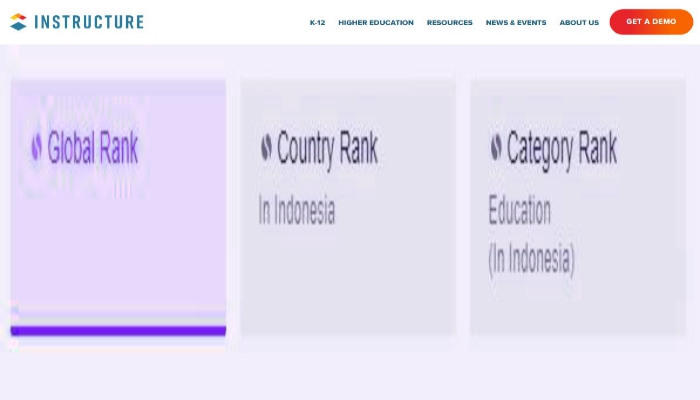 INSTRUCTURE
K-12 HIGHER EDUCATION RESOURCES NEWS & EVENTS ABOUT US GET A DEMO
Global Rank
Country Rank
Category Rank
In Indonesia
Education
(In Indonesia)